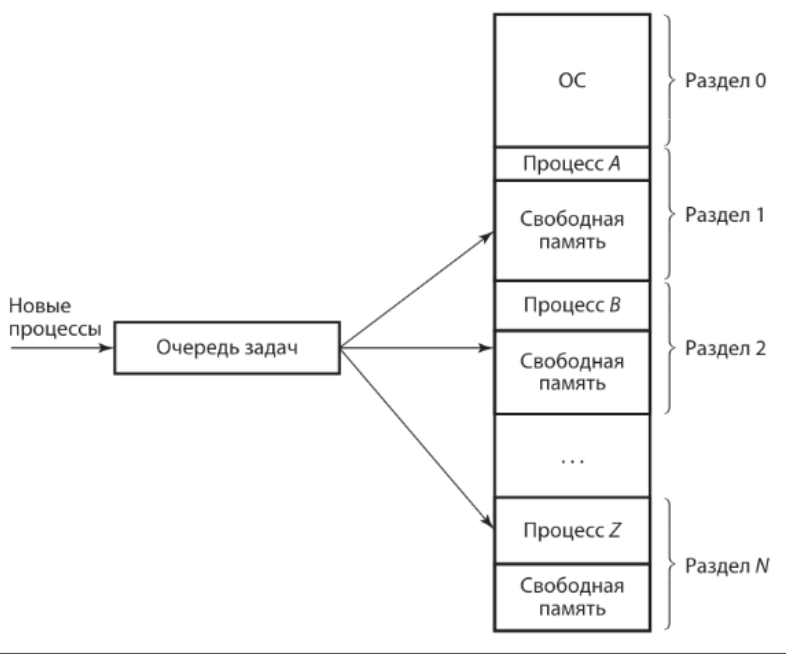 ОС
Раздел 0
Процесс A
Свободная
память
Раздел 1
Новые
процессы
Очередь задач
Процесс B
Свободная
память
Раздел 2
...
Процесс Z
Свободная
память
Раздел N